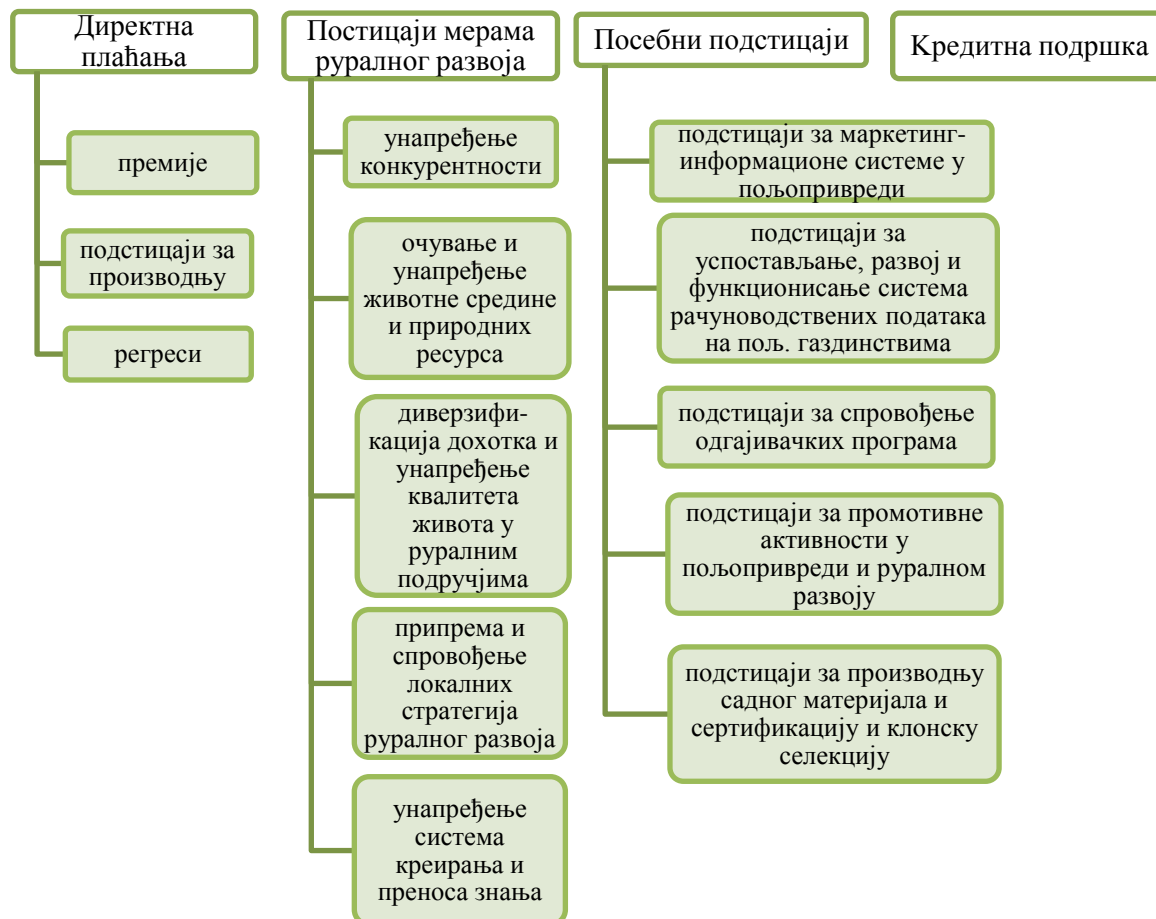 Директна
плаћања
премије
подстицаји за
производњу
регреси
Постицаји мерама
руралног развоја
унапређење
конкурентности
очување и
унапређење
животне средине
и природних
ресурса
диверзифи-
кација дохотка и
унапређење
квалитета
живота у
руралним
подручјима
припрема и
спровођење
локалних
стратегија
руралног развоја
унапређење
система
креирања и
преноса знања
Посебни подстицаји
подстицаји за маркетинг-
информационе системе у
пољопривреди
подстицаји за
успостављање, развој и
функционисање система
рачуноводствених података
на пољ. газдинствима
подстицаји за спровођење
одгајивачких програма
подстицаји за промотивне
активности у
пољопривреди и руралном
развоју
подстицаји за производњу
садног материјала и
сертификацију и клонску
селекцију
Кредитна подршка